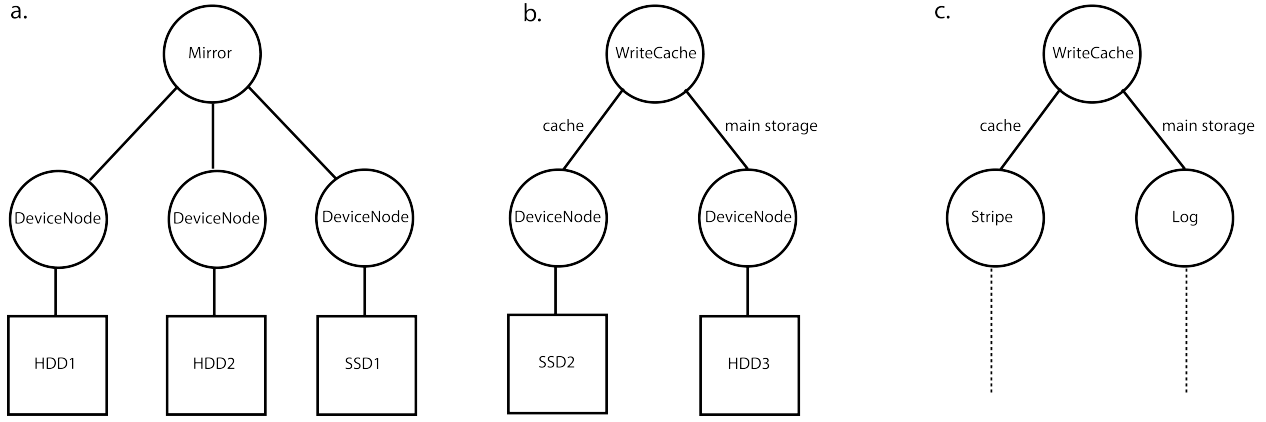 a.
Mirror
DeviceNode
DeviceNode
DeviceNode
HDD1
HDD2
SSD1
b.
WriteCache
cache
main storage
DeviceNode
DeviceNode
SSD2
HDD3
c.
WriteCache
cache
main storage
Stripe
Log